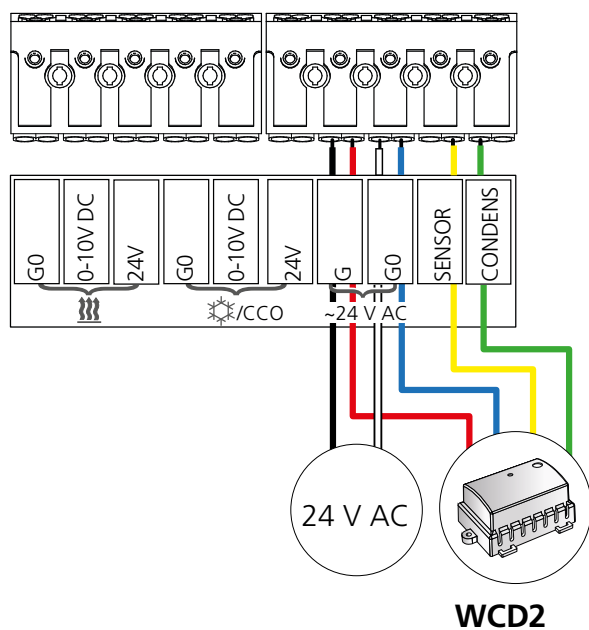 G0
0-10V DC
24V
G0
0-10V DC
24V
G
G0
SENSOR
CONDENS
/CCO
~24 V AC
24 V AC
WCD2